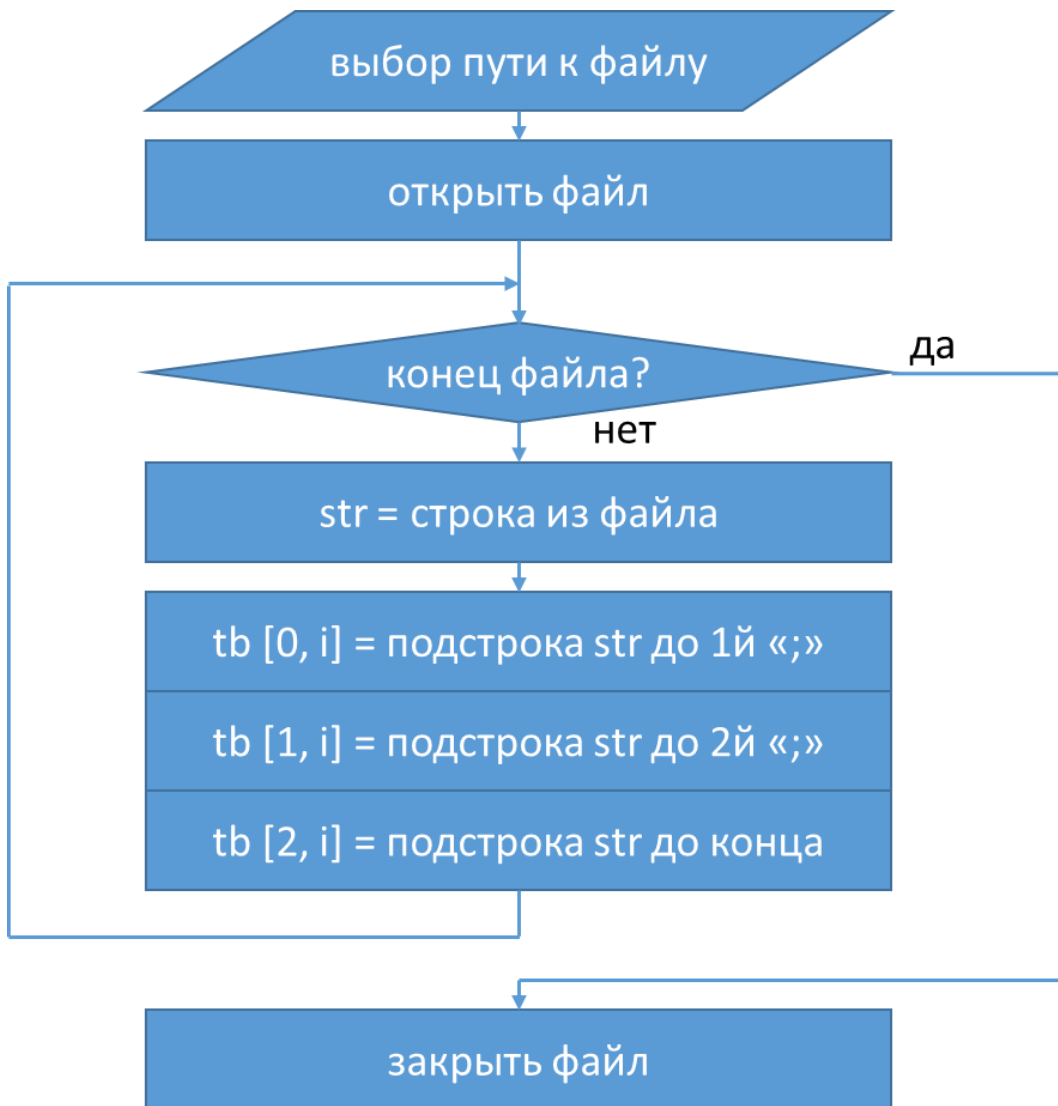 выбор пути к файлу
открыть файл
конец файла?
да
нет
str = строка из файла
tb [0, i] = подстрока str до 1й «;»
tb [1, i] = подстрока str до 2й «;»
tb [2, i] = подстрока str до конца
закрыть файл